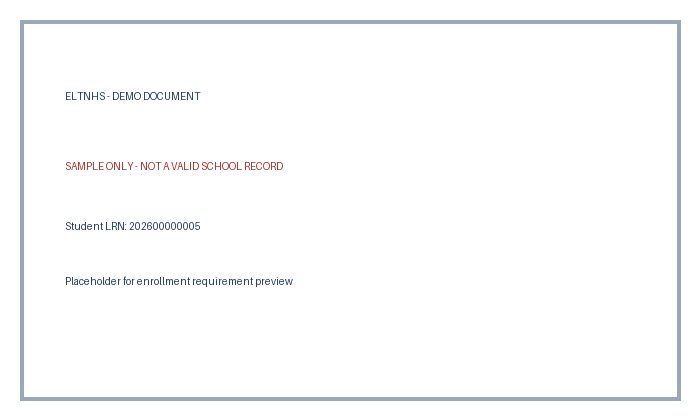 ELTNHS - DEMO DOCUMENT
SAMPLE ONLY - NOT A VALID SCHOOL RECORD
Student LRN: 202600000005
Placeholder for enrollment requirement preview